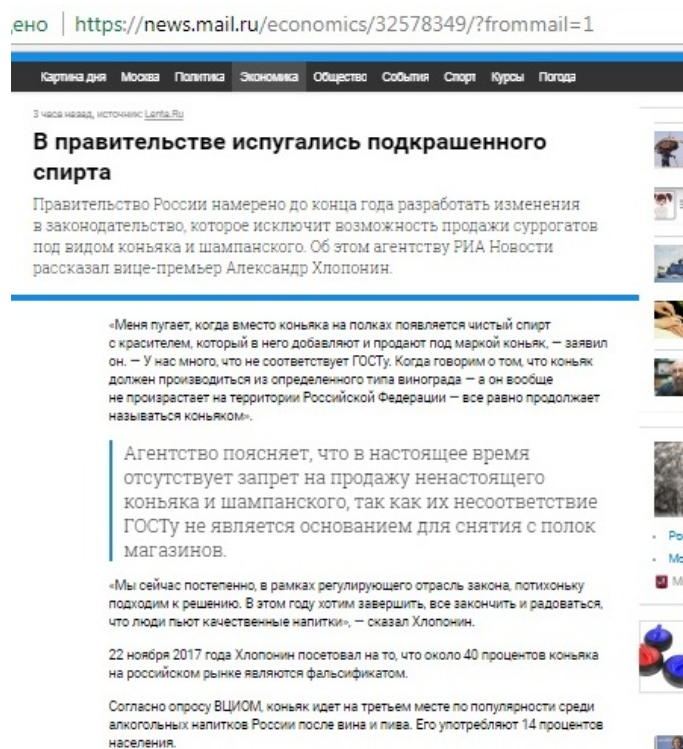 ено | https://news.mail.ru/economics/32578349/?frommail=1
Картина дня Москва Политика Экономика Общество События Спорт Курсы Погода
3 часа назад, источник: Lenta.Ru
В правительстве испугались подкрашенного
спирта
Правительство России намерено до конца года разработать изменения
в законодательство, которое исключит возможность продажи суррогатов
под видом коньяка и шампанского. Об этом агентству РИА Новости
рассказал вице-премьер Александр Хлопонин.
«Меня пугает, когда вместо коньяка на полках появляется чистый спирт
с красителем, который в него добавляют и продают под маркой коньяк, — заявил
он. — У нас много, что не соответствует ГОСТу. Когда говорим о том, что коньяк
должен производиться из определенного типа винограда — а он вообще
не произрастает на территории Российской Федерации — все равно продолжает
называться коньяком».
Агентство поясняет, что в настоящее время
отсутствует запрет на продажу ненастоящего
коньяка и шампанского, так как их несоответствие
ГОСТу не является основанием для снятия с полок
магазинов.
«Мы сейчас постепенно, в рамках регулирующего отрасль закона, потихоньку
подходим к решению. В этом году хотим завершить, все закончить и радоваться,
что люди пьют качественные напитки», — сказал Хлопонин.
22 ноября 2017 года Хлопонин посетовал на то, что около 40 процентов коньяка
на российском рынке являются фальсификатом.
Согласно опросу ВЦИОМ, коньяк идет на третьем месте по популярности среди
алкогольных напитков России после вина и пива. Его употребляют 14 процентов
населения.